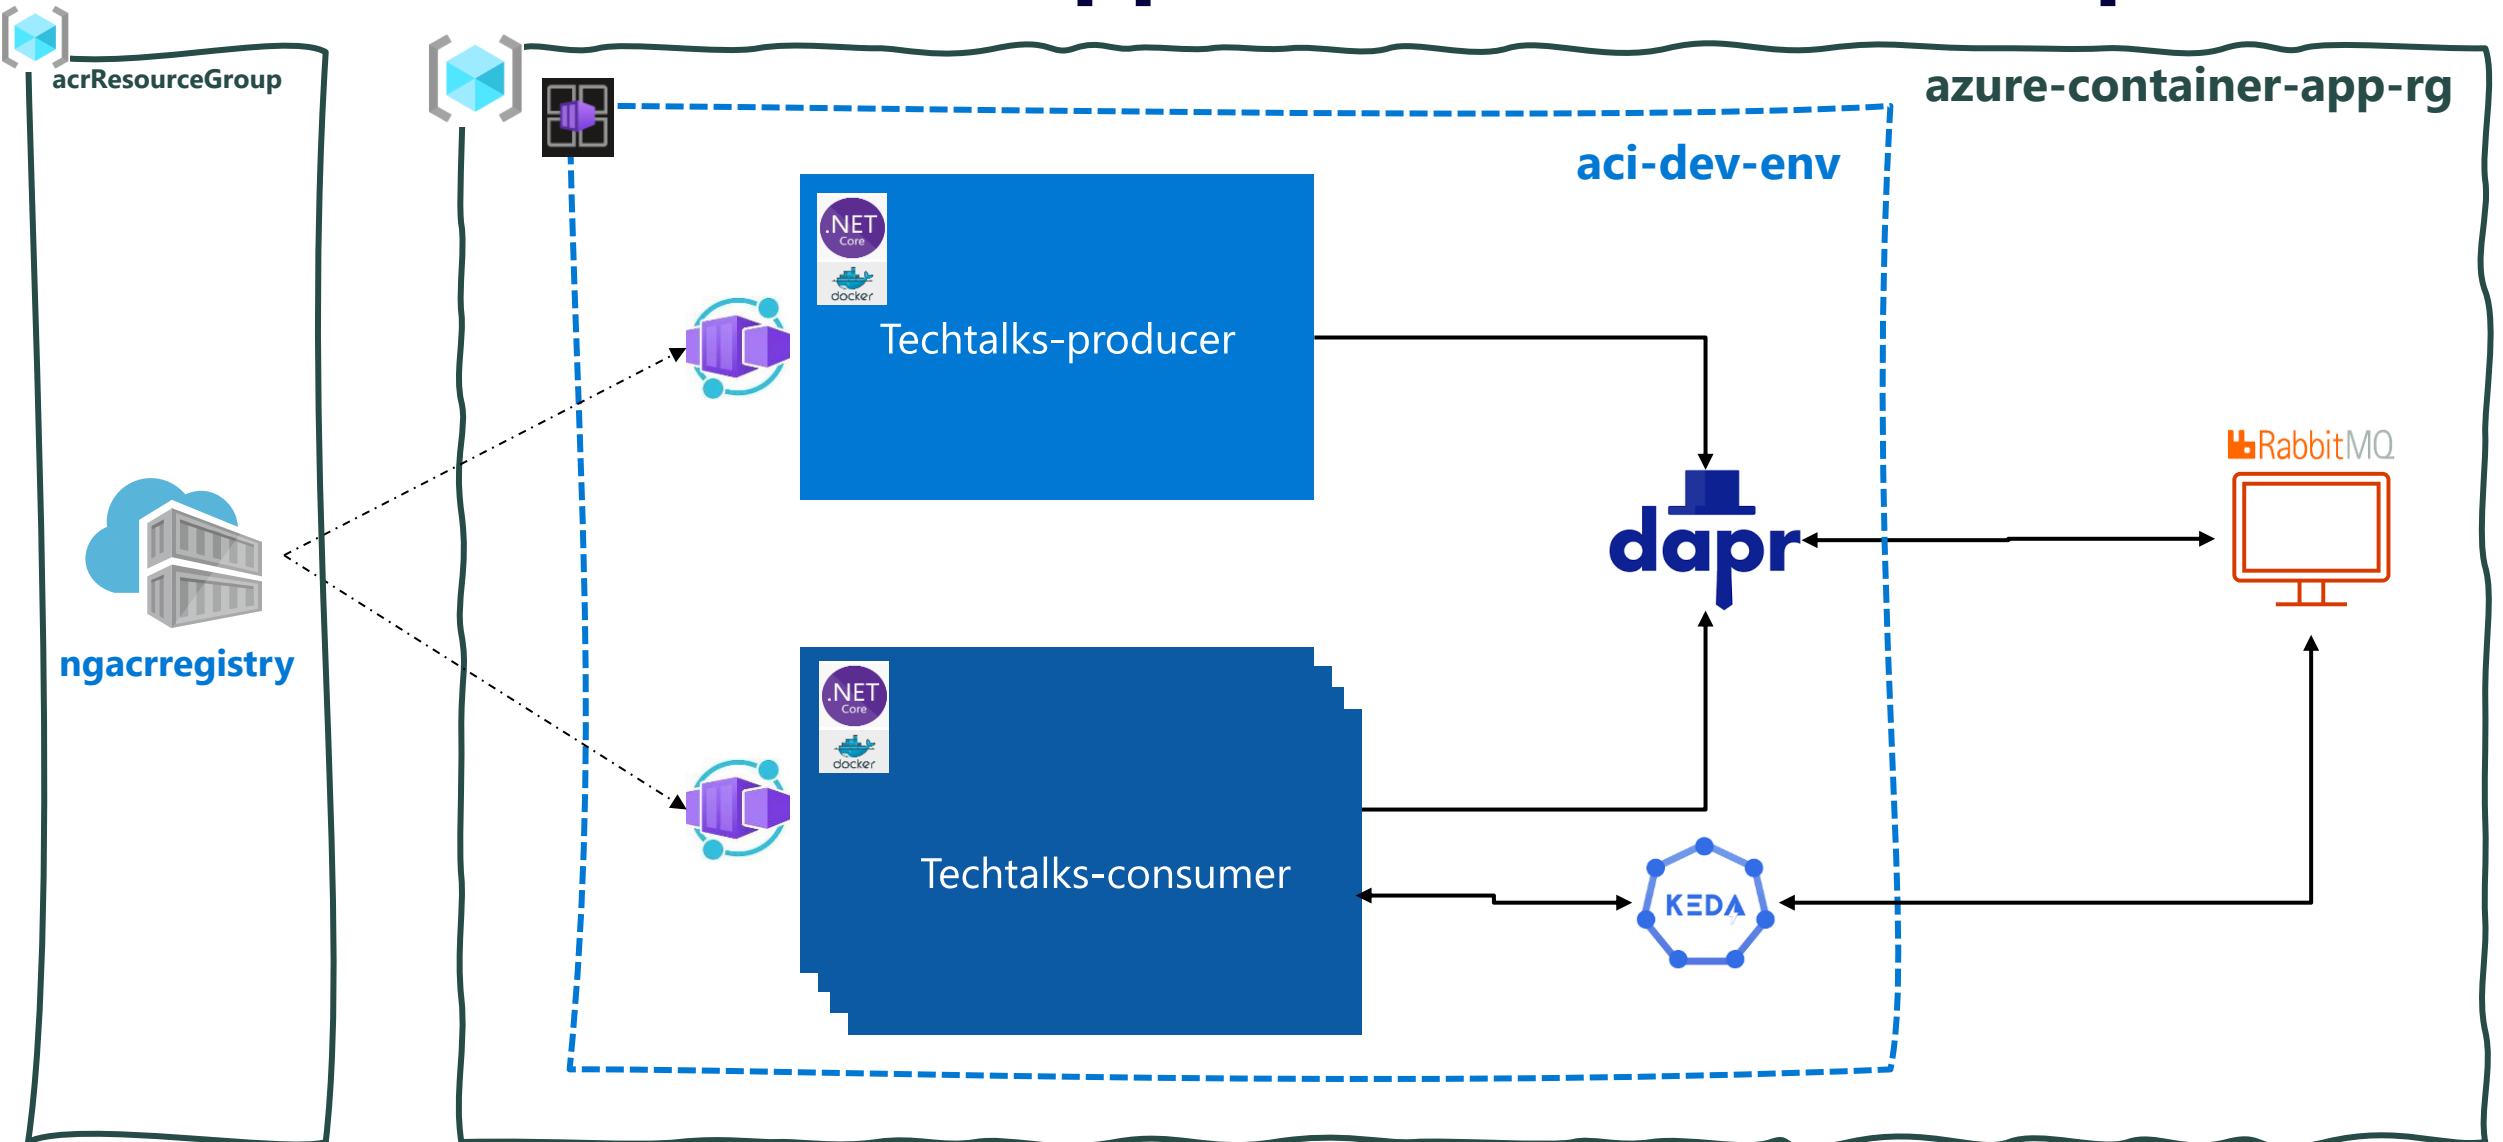 acrResourceGroup
azure-container-app-rg
aci-dev-env
.NET
Core
docker
Techtalks-producer
RabbitMQ
dapr
ngacrregistry
.NET
Core
docker
Techtalks-consumer
KEDA